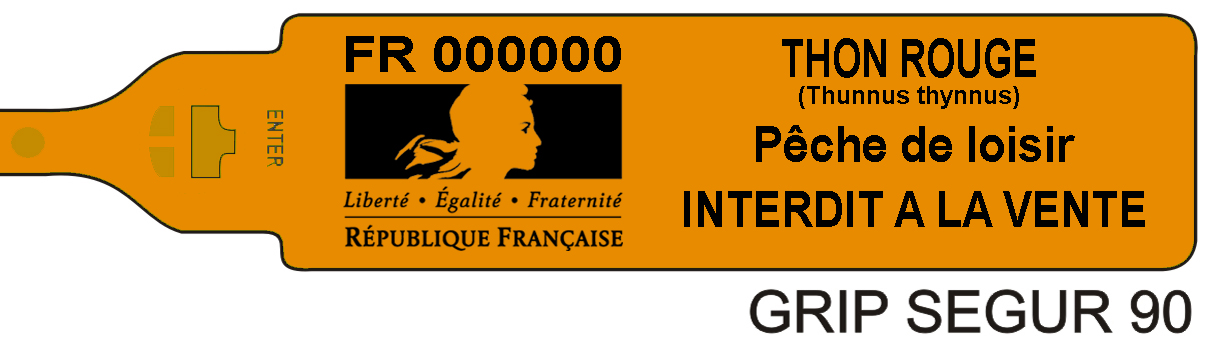 ENTER
FR 000000
Liberté • Égalité • Fraternité
RÉPUBLIQUE FRANÇAISE
THON ROUGE
(Thunnus thynnus)
Pêche de loisir
INTERDIT A LA VENTE
GRIP SEGUR 90